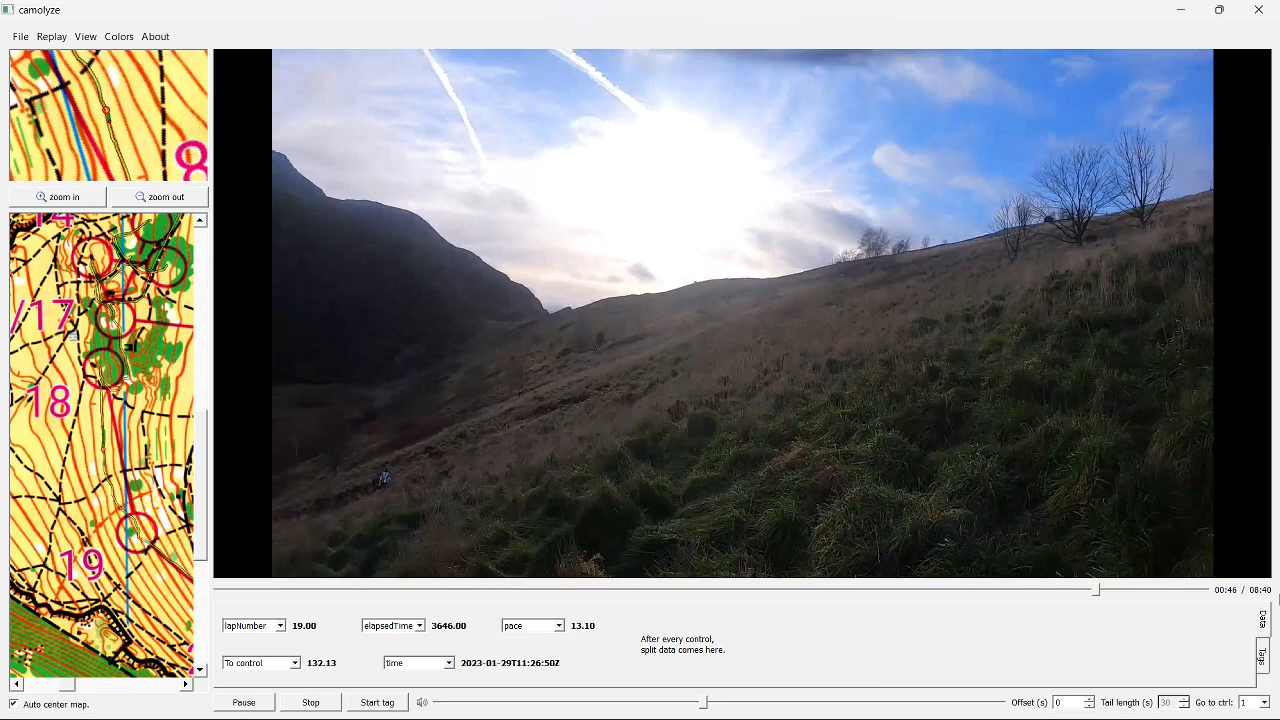 camolyze
File Replay View Colors About
8
zoom in zoom out
14
/17
18
19
00:46 / 08:40
lapNumber 19.00 elapsedTime 3646.00 pace 13.10
After every control,
split data comes here.
To control 132.13 time 2023-01-29T11:26:50Z
Data
Tags
Auto center map.
Pause Stop Start tag Offset (s) 0 Tail length (s) 30 Go to ctrl: 1